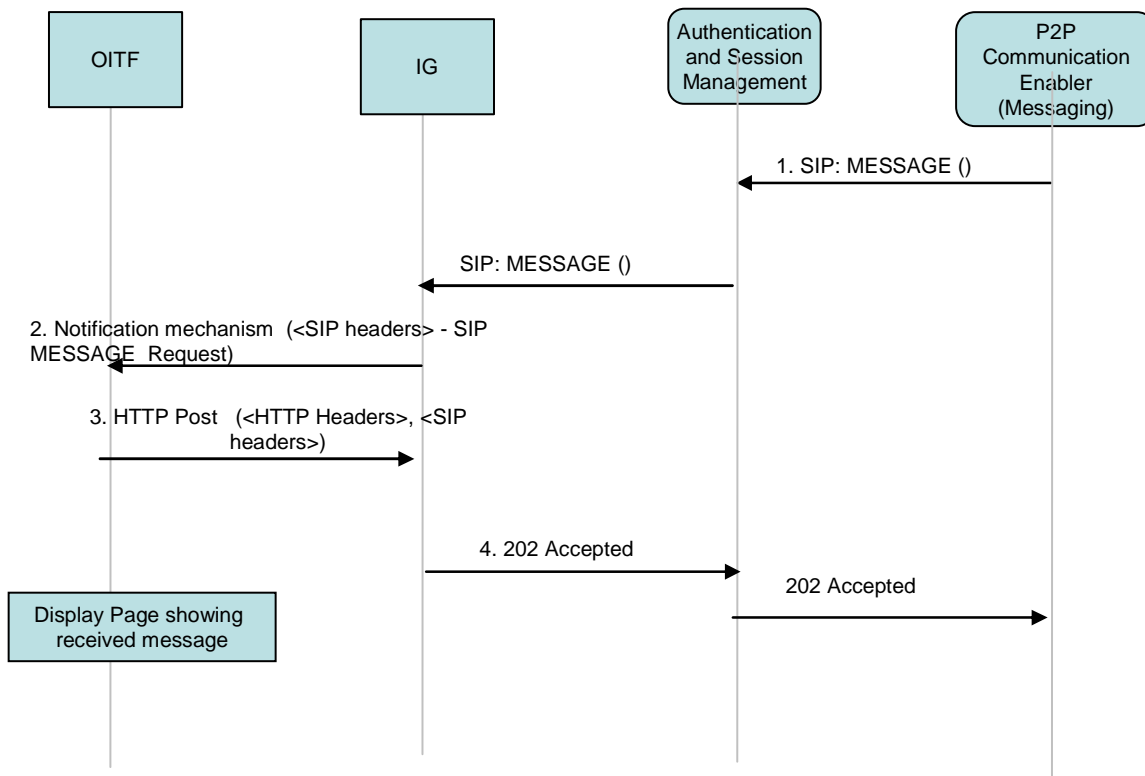 OITF
IG
Authentication
and Session
Management
P2P
Communication
Enabler
(Messaging)
1. SIP: MESSAGE ()
SIP: MESSAGE ()
2. Notification mechanism (<SIP headers> - SIP
MESSAGE Request)
3. HTTP Post (<HTTP Headers>, <SIP
headers>)
4. 202 Accepted
202 Accepted
Display Page showing
received message